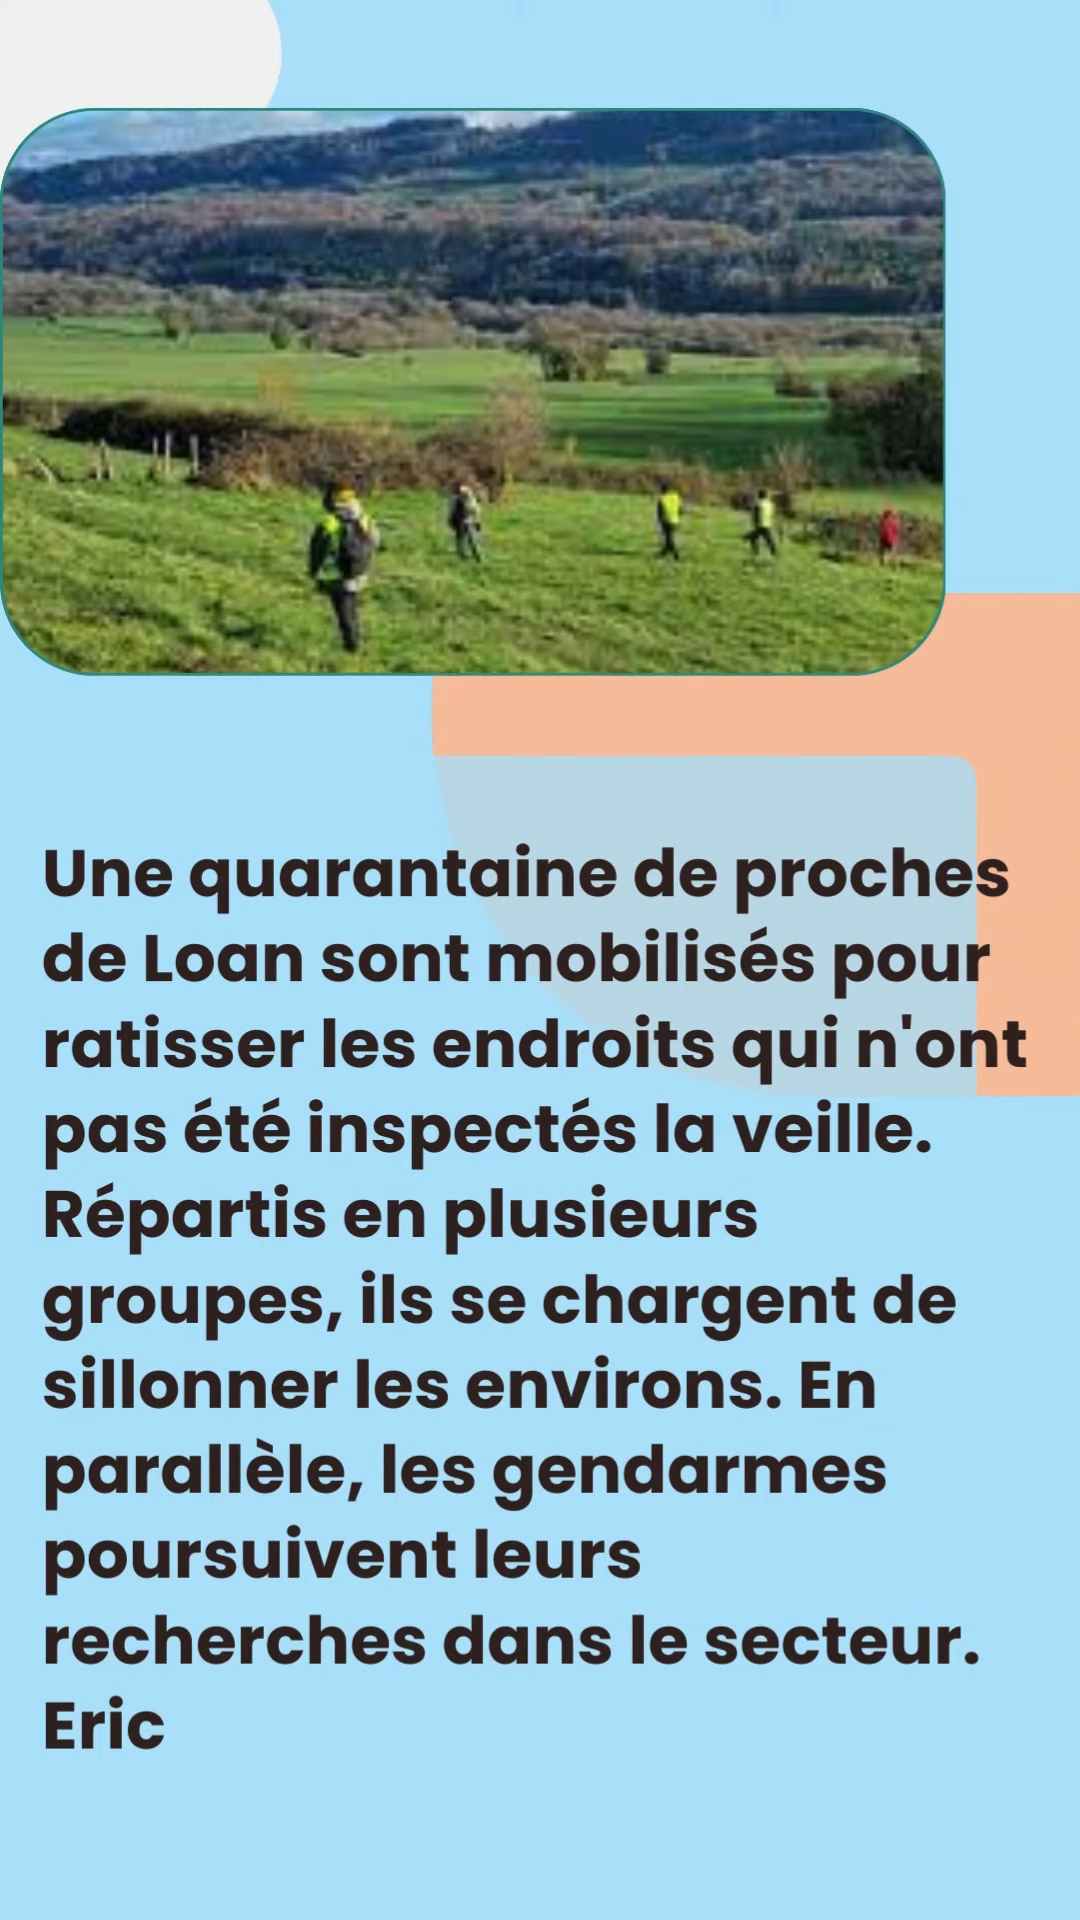 Une quarantaine de proches
de Loan sont mobilisés pour
ratisser les endroits qui n'ont
pas été inspectés la veille.
Répartis en plusieurs
groupes, ils se chargent de
sillonner les environs. En
parallèle, les gendarmes
poursuivent leurs
recherches dans le secteur.
Eric